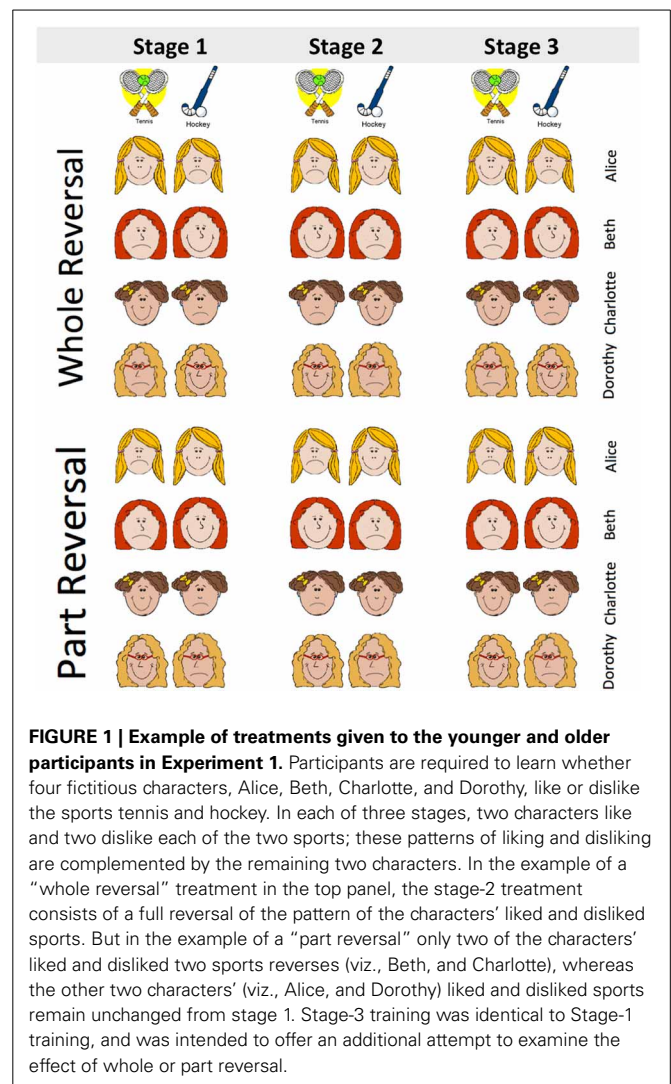 Stage 1 Stage 2 Stage 3
Tennis Hockey Tennis Hockey Tennis Hockey
Whole Reversal
Alice
Beth
Charlotte
Dorothy
Part Reversal
Alice
Beth
Charlotte
Dorothy
FIGURE 1 | Example of treatments given to the younger and older
participants in Experiment 1. Participants are required to learn whether
four fictitious characters, Alice, Beth, Charlotte, and Dorothy, like or dislike
the sports tennis and hockey. In each of three stages, two characters like
and two dislike each of the two sports; these patterns of liking and disliking
are complemented by the remaining two characters. In the example of a
“whole reversal” treatment in the top panel, the stage-2 treatment
consists of a full reversal of the pattern of the characters’ liked and disliked
sports. But in the example of a “part reversal” only two of the characters’
liked and disliked two sports reverses (viz., Beth, and Charlotte), whereas
the other two characters’ (viz., Alice, and Dorothy) liked and disliked sports
remain unchanged from stage 1. Stage-3 training was identical to Stage-1
training, and was intended to offer an additional attempt to examine the
effect of whole or part reversal.